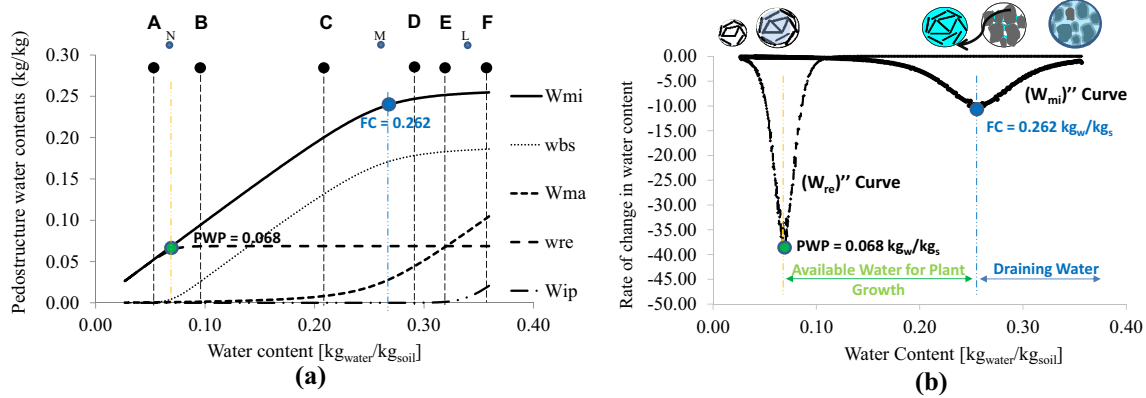 A B C D E F
N M L
Pedostructure water contents (kg/kg)
0.30
0.25
0.20
0.15
0.10
0.05
0.00
0.00 0.10 0.20 0.30 0.40
Water content [kgwater/kgsoil]
FC = 0.262
PWP = 0.068
Wmi
wbs
Wma
wre
Wip
(a)
Rate of change in water content
0.00
-5.00
-10.00
-15.00
-20.00
-25.00
-30.00
-35.00
-40.00
-45.00
-50.00
0.00 0.10 0.20 0.30 0.40
Water Content [kgwater/kgsoil]
(Wmi)’’ Curve
FC = 0.262 kgw/kgs
(Wre)’’ Curve
PWP = 0.068 kgw/kgs
Available Water for Plant
Growth
Draining Water
(b)